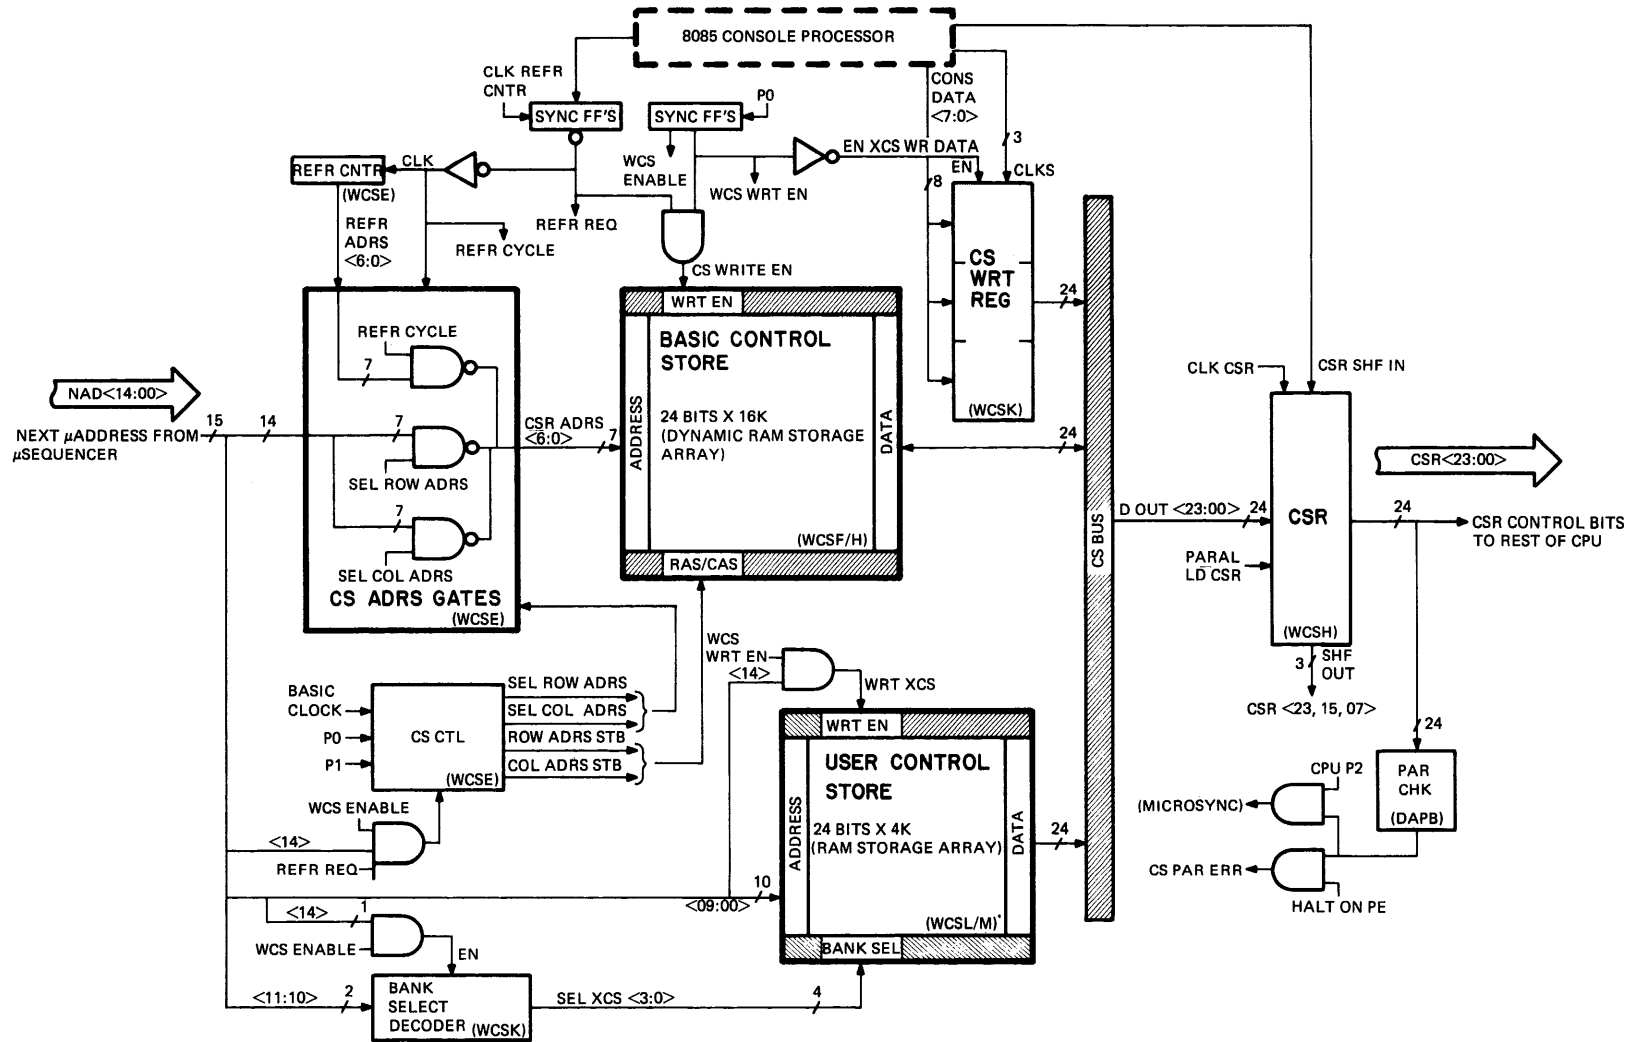 8085 CONSOLE PROCESSOR
CLK REFR
CNTR
SYNC FF'S
SYNC FF'S
P0
CONS
DATA
<7:0>
3
WCS
ENABLE
WCS WRT EN
EN XCS WR DATA
EN
CLKS
8
REFR CNTR
CLK
(WCSE)
REFR
ADRS
<6:0>
REFR CYCLE
REFR REQ
CS WRITE EN
CS
WRT
REG
24
(WCSK)
NAD<14:00>
NEXT µADDRESS FROM
µSEQUENCER
15
14
REFR CYCLE
7
7
SEL ROW ADRS
7
SEL COL ADRS
CS ADRS GATES
(WCSE)
CSR ADRS
<6:0>
7
WRT EN
BASIC CONTROL
STORE
24 BITS X 16K
(DYNAMIC RAM STORAGE
ARRAY)
ADDRESS
DATA
(WCSF/H)
RAS/CAS
24
CS BUS
D OUT <23:00>
24
CLK CSR
CSR SHF IN
CSR
PARAL
LD CSR
(WCSH)
3
SHF
OUT
CSR <23, 15, 07>
CSR<23:00>
24
CSR CONTROL BITS
TO REST OF CPU
24
PAR
CHK
(DAPB)
CPU P2
(MICROSYNC)
CS PAR ERR
HALT ON PE
BASIC
CLOCK
P0
P1
CS CTL
(WCSE)
SEL ROW ADRS
SEL COL ADRS
ROW ADRS STB
COL ADRS STB
WCS ENABLE
<14>
REFR REQ
WCS
WRT EN
<14>
WRT XCS
WRT EN
USER CONTROL
STORE
24 BITS X 4K
(RAM STORAGE ARRAY)
ADDRESS
DATA
(WCSL/M)*
BANK SEL
24
10
<09:00>
<14>
1
WCS ENABLE
EN
<11:10>
2
BANK
SELECT
DECODER
(WCSK)
SEL XCS <3:0>
4